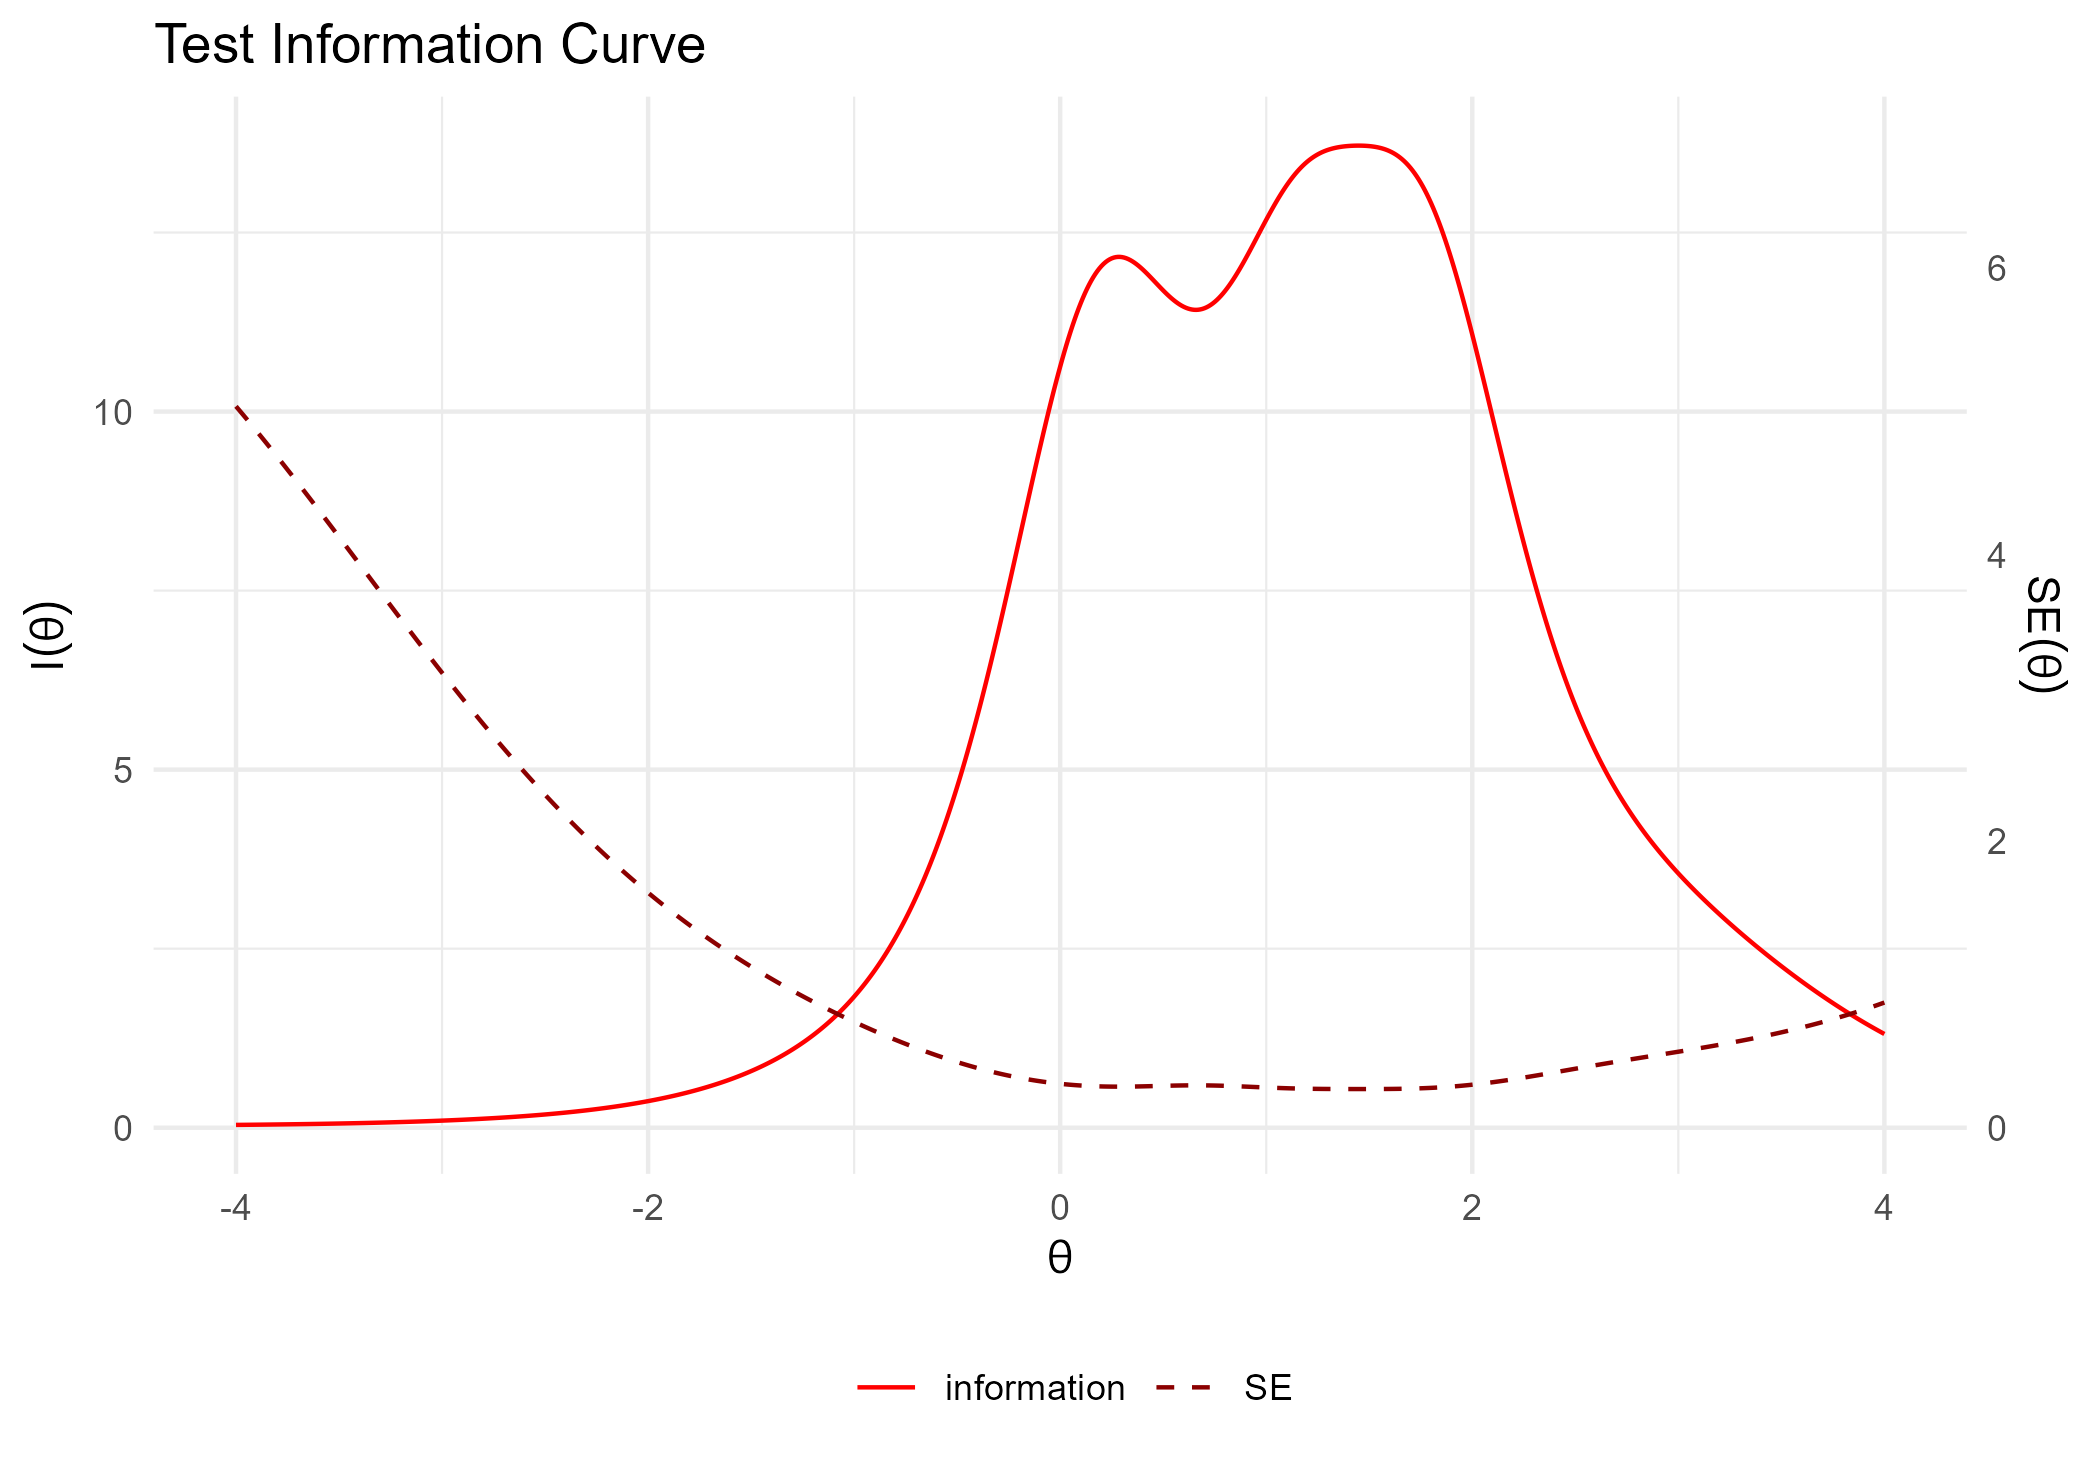 Test Information Curve
I(θ)
10
5
0
6
4
2
0
SE(θ)
-4 -2 0 2 4
θ
information SE